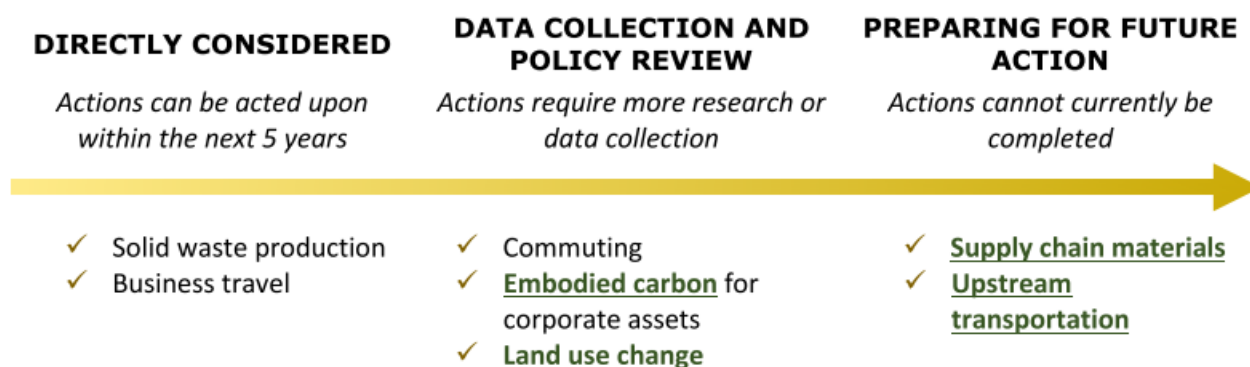 DIRECTLY CONSIDERED
Actions can be acted upon
within the next 5 years
✓ Solid waste production
✓ Business travel
DATA COLLECTION AND
POLICY REVIEW
Actions require more research or
data collection
✓ Commuting
✓ Embodied carbon for
corporate assets
✓ Land use change
PREPARING FOR FUTURE
ACTION
Actions cannot currently be
completed
✓ Supply chain materials
✓ Upstream
transportation